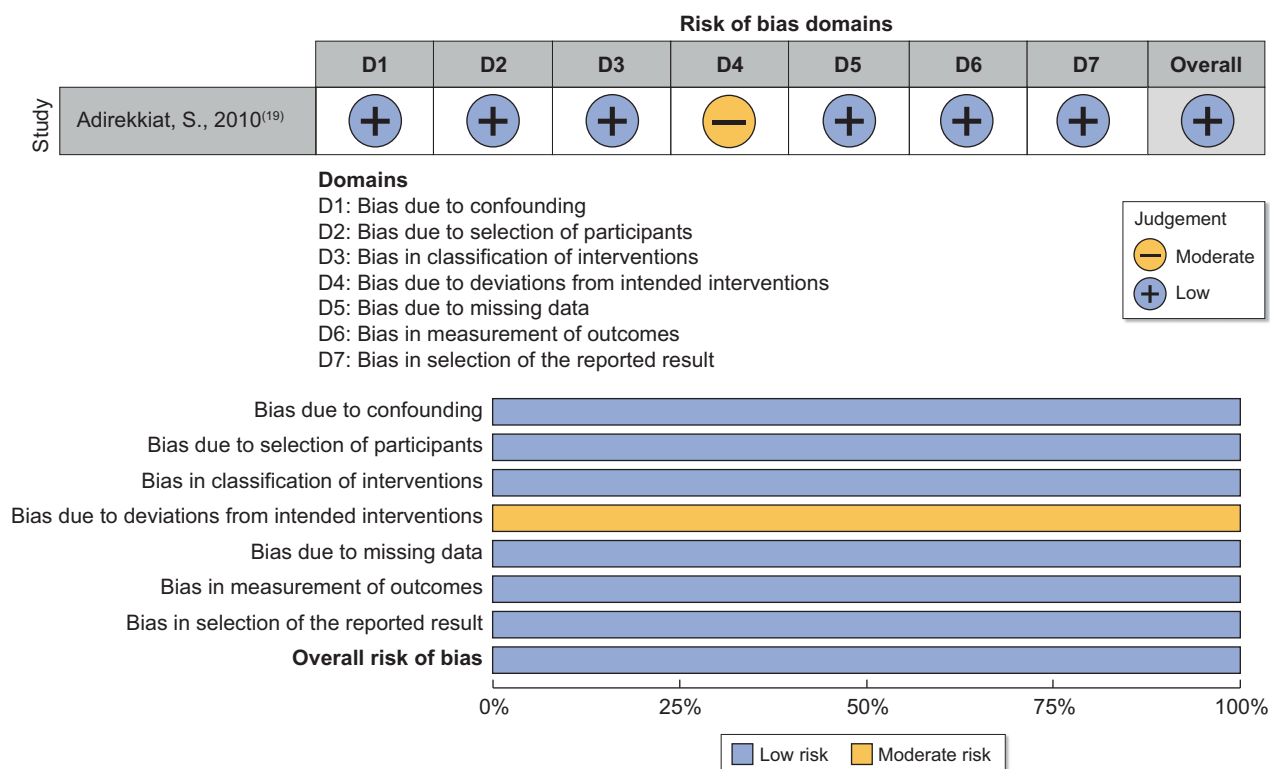 Risk of bias domains
D1 D2 D3 D4 D5 D6 D7 Overall
Study
Adirekkiat, S., 2010(19)
Domains
D1: Bias due to confounding
D2: Bias due to selection of participants
D3: Bias in classification of interventions
D4: Bias due to deviations from intended interventions
D5: Bias due to missing data
D6: Bias in measurement of outcomes
D7: Bias in selection of the reported result
Judgement
Moderate
Low
Bias due to confounding
Bias due to selection of participants
Bias in classification of interventions
Bias due to deviations from intended interventions
Bias due to missing data
Bias in measurement of outcomes
Bias in selection of the reported result
Overall risk of bias
0% 25% 50% 75% 100%
Low risk Moderate risk